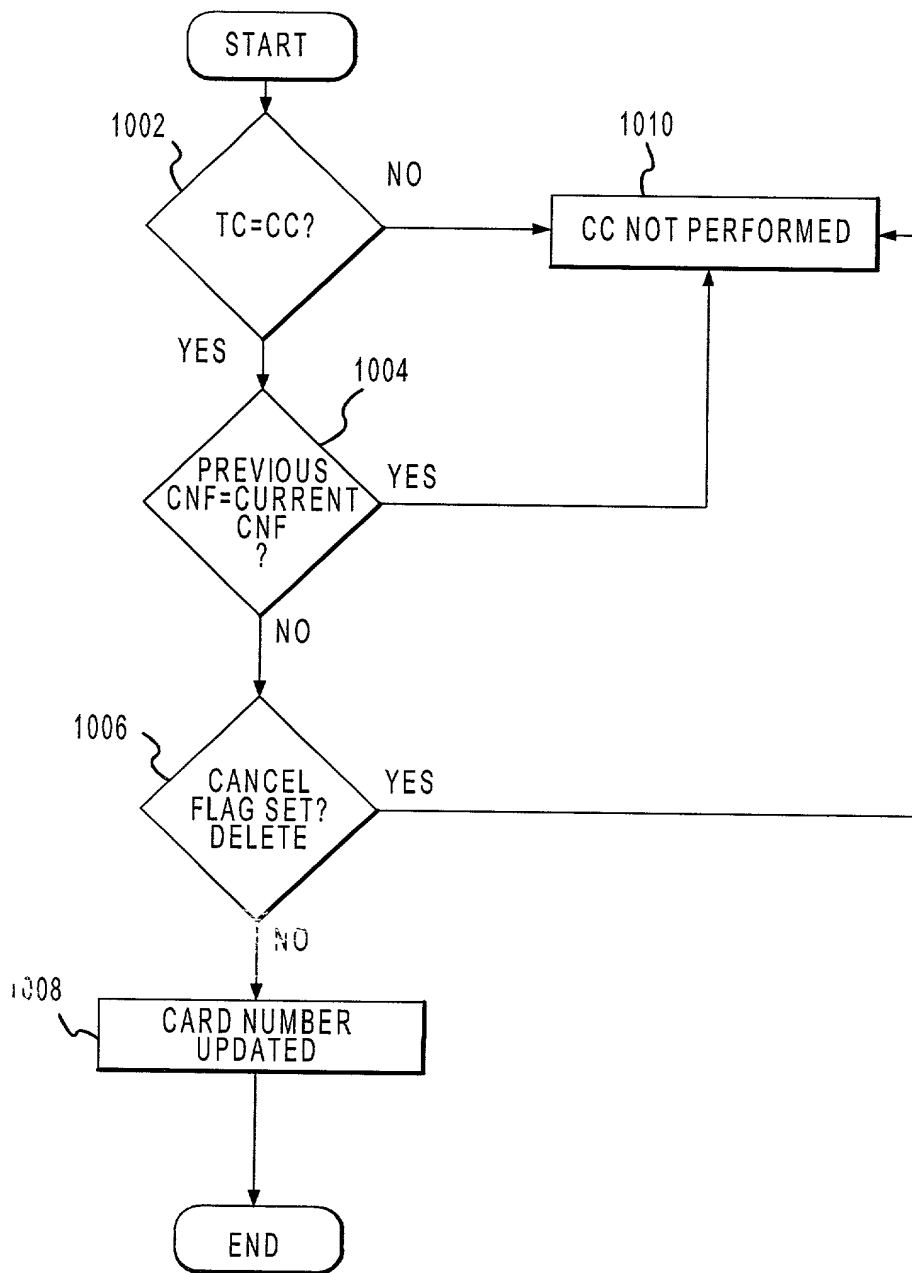 START
1002
TC=CC?
NO
1010
CC NOT PERFORMED
YES
1004
PREVIOUS
CNF=CURRENT
CNF
?
YES
NO
1006
CANCEL
FLAG SET?
DELETE
YES
NO
1008
CARD NUMBER
UPDATED
END